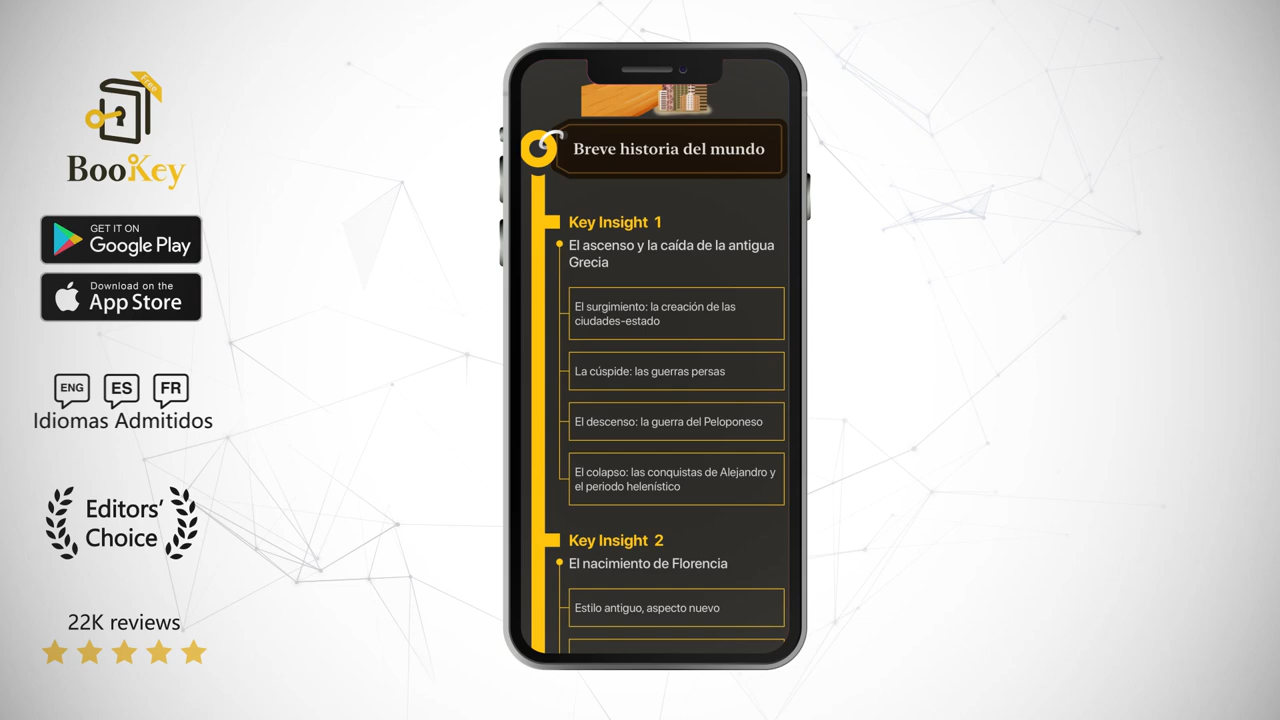 Free
BooKey
GET IT ON
Google Play
Download on the
App Store
ENG
ES
FR
Idiomas Admitidos
Editors'
Choice
22K reviews
Breve historia del mundo
Key Insight 1
El ascenso y la caída de la antigua
Grecia
El surgimiento: la creación de las
ciudades-estado
La cúspide: las guerras persas
El descenso: la guerra del Peloponeso
El colapso: las conquistas de Alejandro y
el periodo helenístico
Key Insight 2
El nacimiento de Florencia
Estilo antiguo, aspecto nuevo